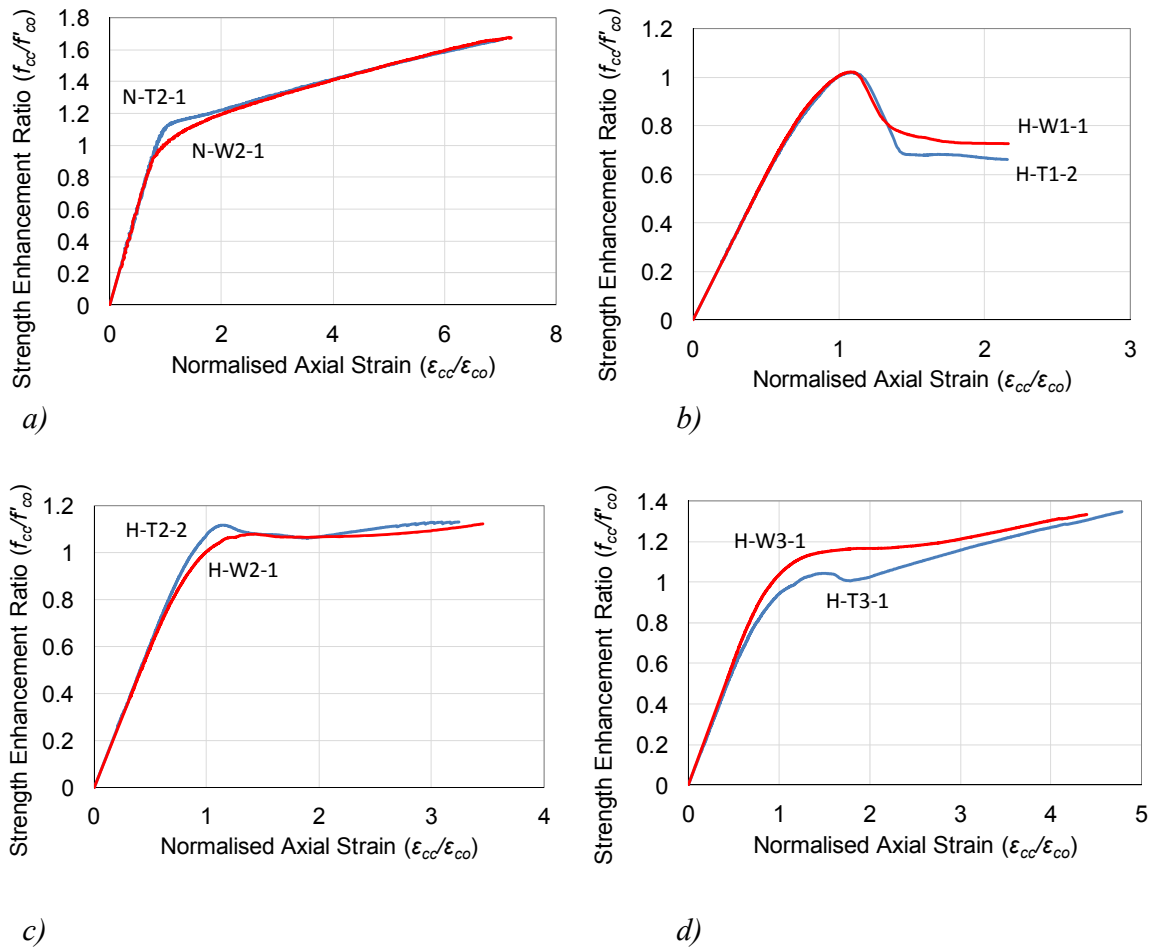 Strength Enhancement Ratio (fcc/f'co)
1.8
1.6
1.4
1.2
1
0.8
0.6
0.4
0.2
0
N-T2-1
N-W2-1
0 2 4 6 8
Normalised Axial Strain (εcc/εco)
a)
Strength Enhancement Ratio (fcc/f'co)
1.2
1
0.8
0.6
0.4
0.2
0
H-W1-1
H-T1-2
0 1 2 3
Normalised Axial Strain (εcc/εco)
b)
Strength Enhancement Ratio (fcc/f'co)
1.2
1
0.8
0.6
0.4
0.2
0
H-T2-2
H-W2-1
0 1 2 3 4
Normalised Axial Strain (εcc/εco)
c)
Strength Enhancement Ratio (fcc/f'co)
1.4
1.2
1
0.8
0.6
0.4
0.2
0
H-W3-1
H-T3-1
0 1 2 3 4 5
Normalised Axial Strain (εcc/εco)
d)